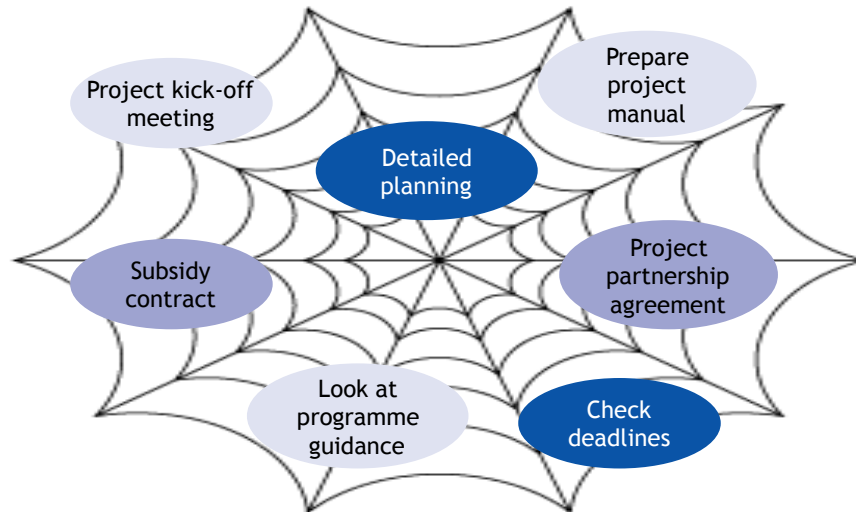 Project kick-off
meeting
Prepare
project
manual
Detailed
planning
Subsidy
contract
Project
partnership
agreement
Look at
programme
guidance
Check
deadlines